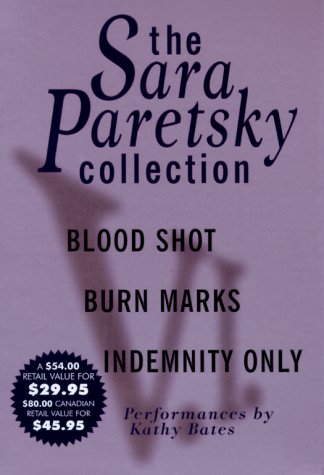 the
Sara
Paretsky
collection
BLOOD SHOT
BURN MARKS
INDEMNITY ONLY
A $54.00
RETAIL VALUE FOR
$29.95
$80.00 CANADIAN
RETAIL VALUE FOR
$45.95
Performances by
Kathy Bates